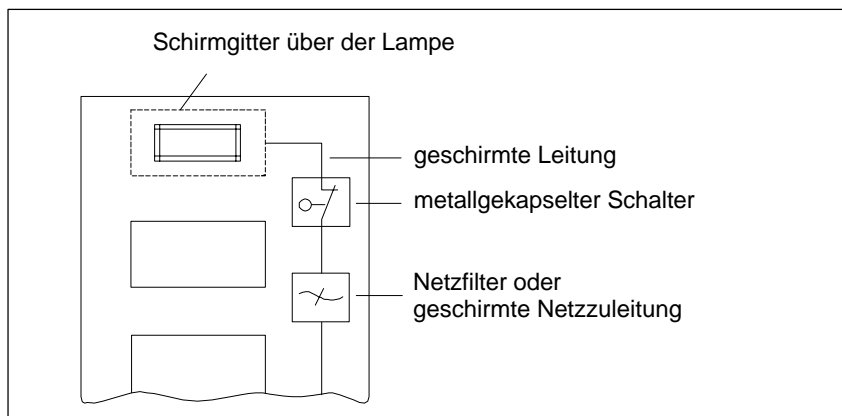 Schirmgitter über der Lampe
geschirmte Leitung
metallgekapselter Schalter
Netzfilter oder
geschirmte Netzzuleitung